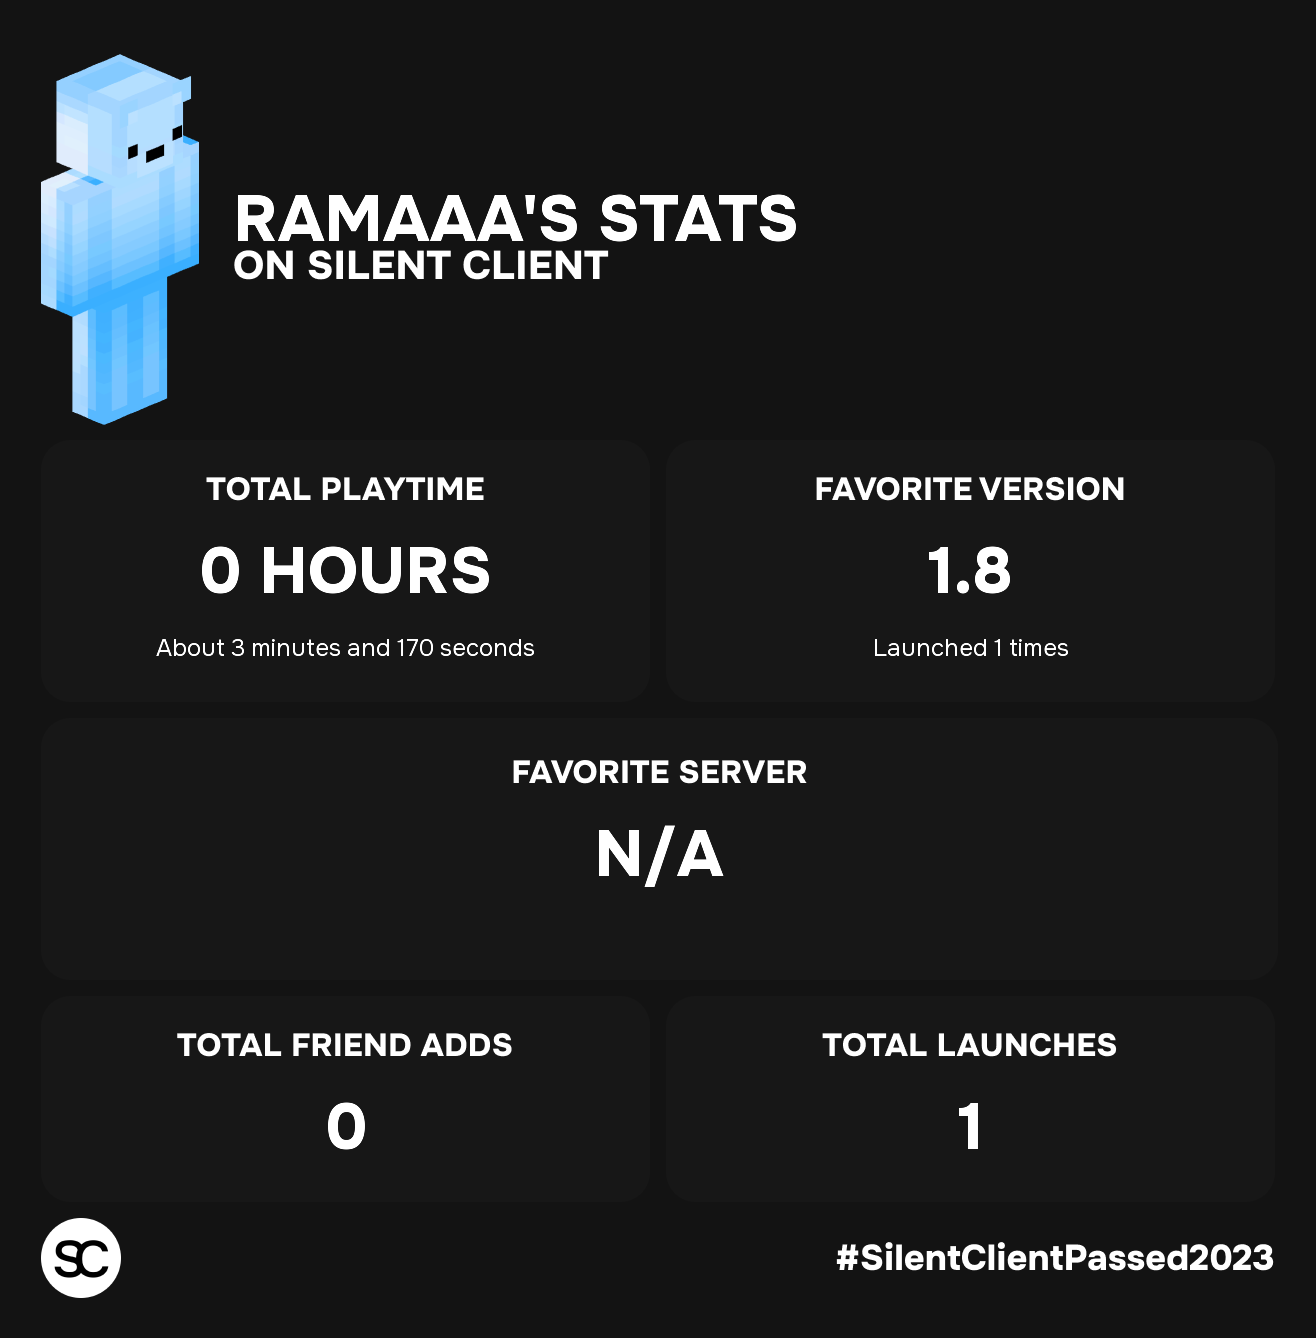 RAMAAA'S STATS
ON SILENT CLIENT
TOTAL PLAYTIME
0 HOURS
About 3 minutes and 170 seconds
FAVORITE VERSION
1.8
Launched 1 times
FAVORITE SERVER
N/A
TOTAL FRIEND ADDS
0
TOTAL LAUNCHES
1
SC
#SilentClientPassed2023